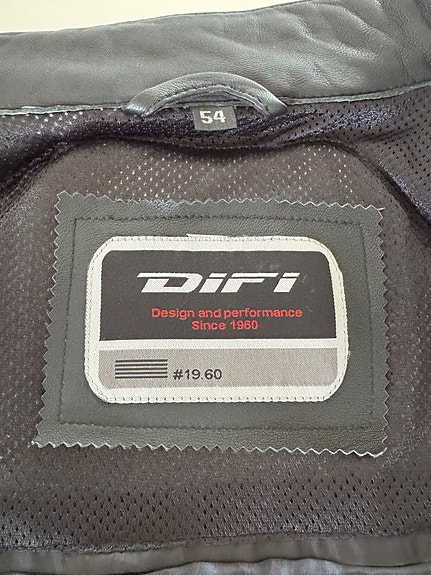 54
DIFI
Design and performance
Since 1960
#19.60